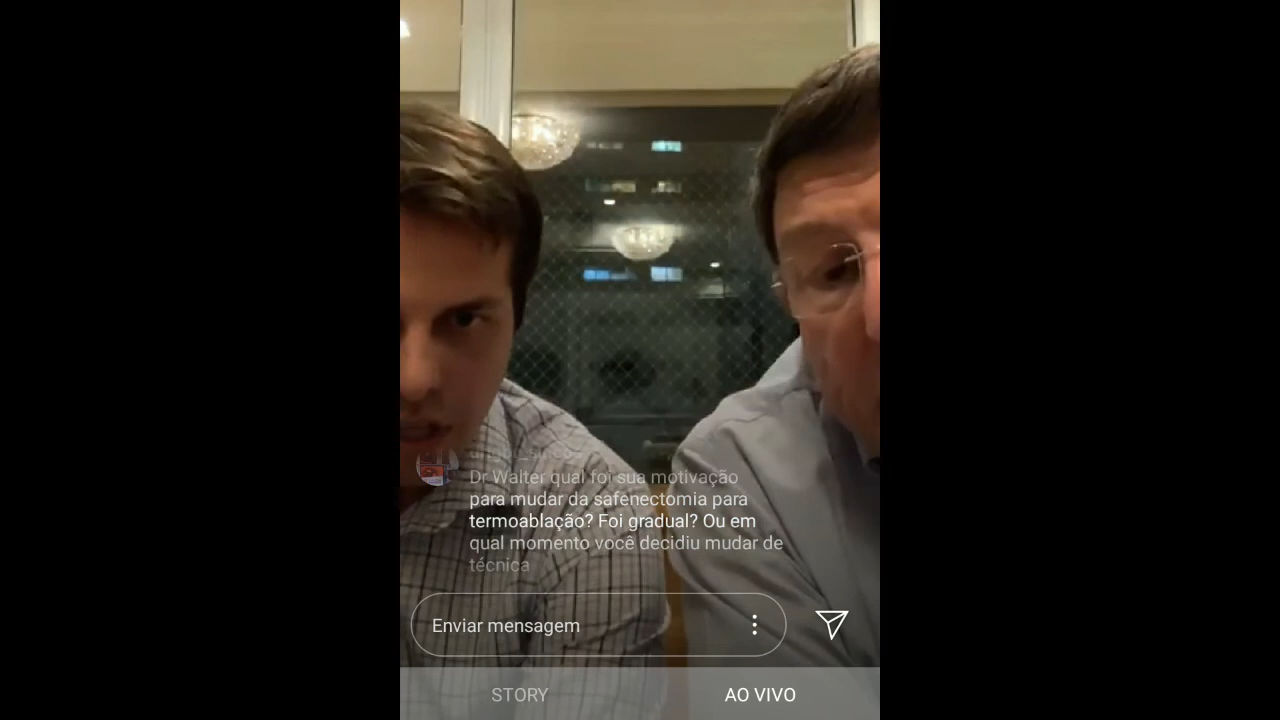 Dr Walter qual foi sua motivação
para mudar da safenectomia para
termoablação? Foi gradual? Ou em
qual momento você decidiu mudar de
técnica
Enviar mensagem
STORY
AO VIVO